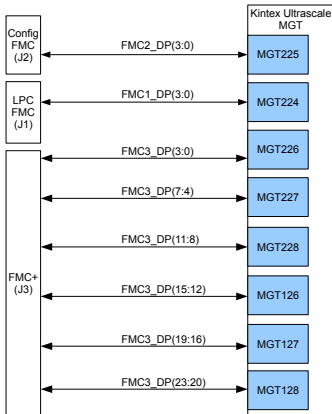 Kintex Ultrascale
MGT
Config
FMC
(J2)
FMC2_DP(3:0)
MGT225
LPC
FMC
(J1)
FMC1_DP(3:0)
MGT224
FMC3_DP(3:0)
MGT226
FMC3_DP(7:4)
MGT227
FMC3_DP(11:8)
MGT228
FMC+
(J3)
FMC3_DP(15:12)
MGT126
FMC3_DP(19:16)
MGT127
FMC3_DP(23:20)
MGT128